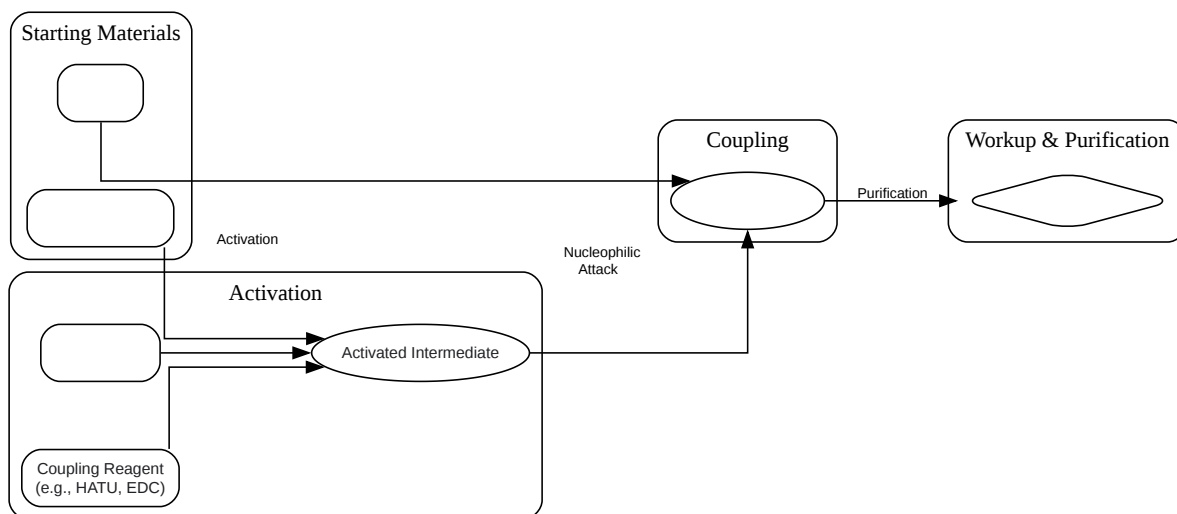 Starting Materials
Coupling
Workup & Purification
Purification
Activation
Nucleophilic
Attack
Activation
Activated Intermediate
Coupling Reagent
(e.g., HATU, EDC)